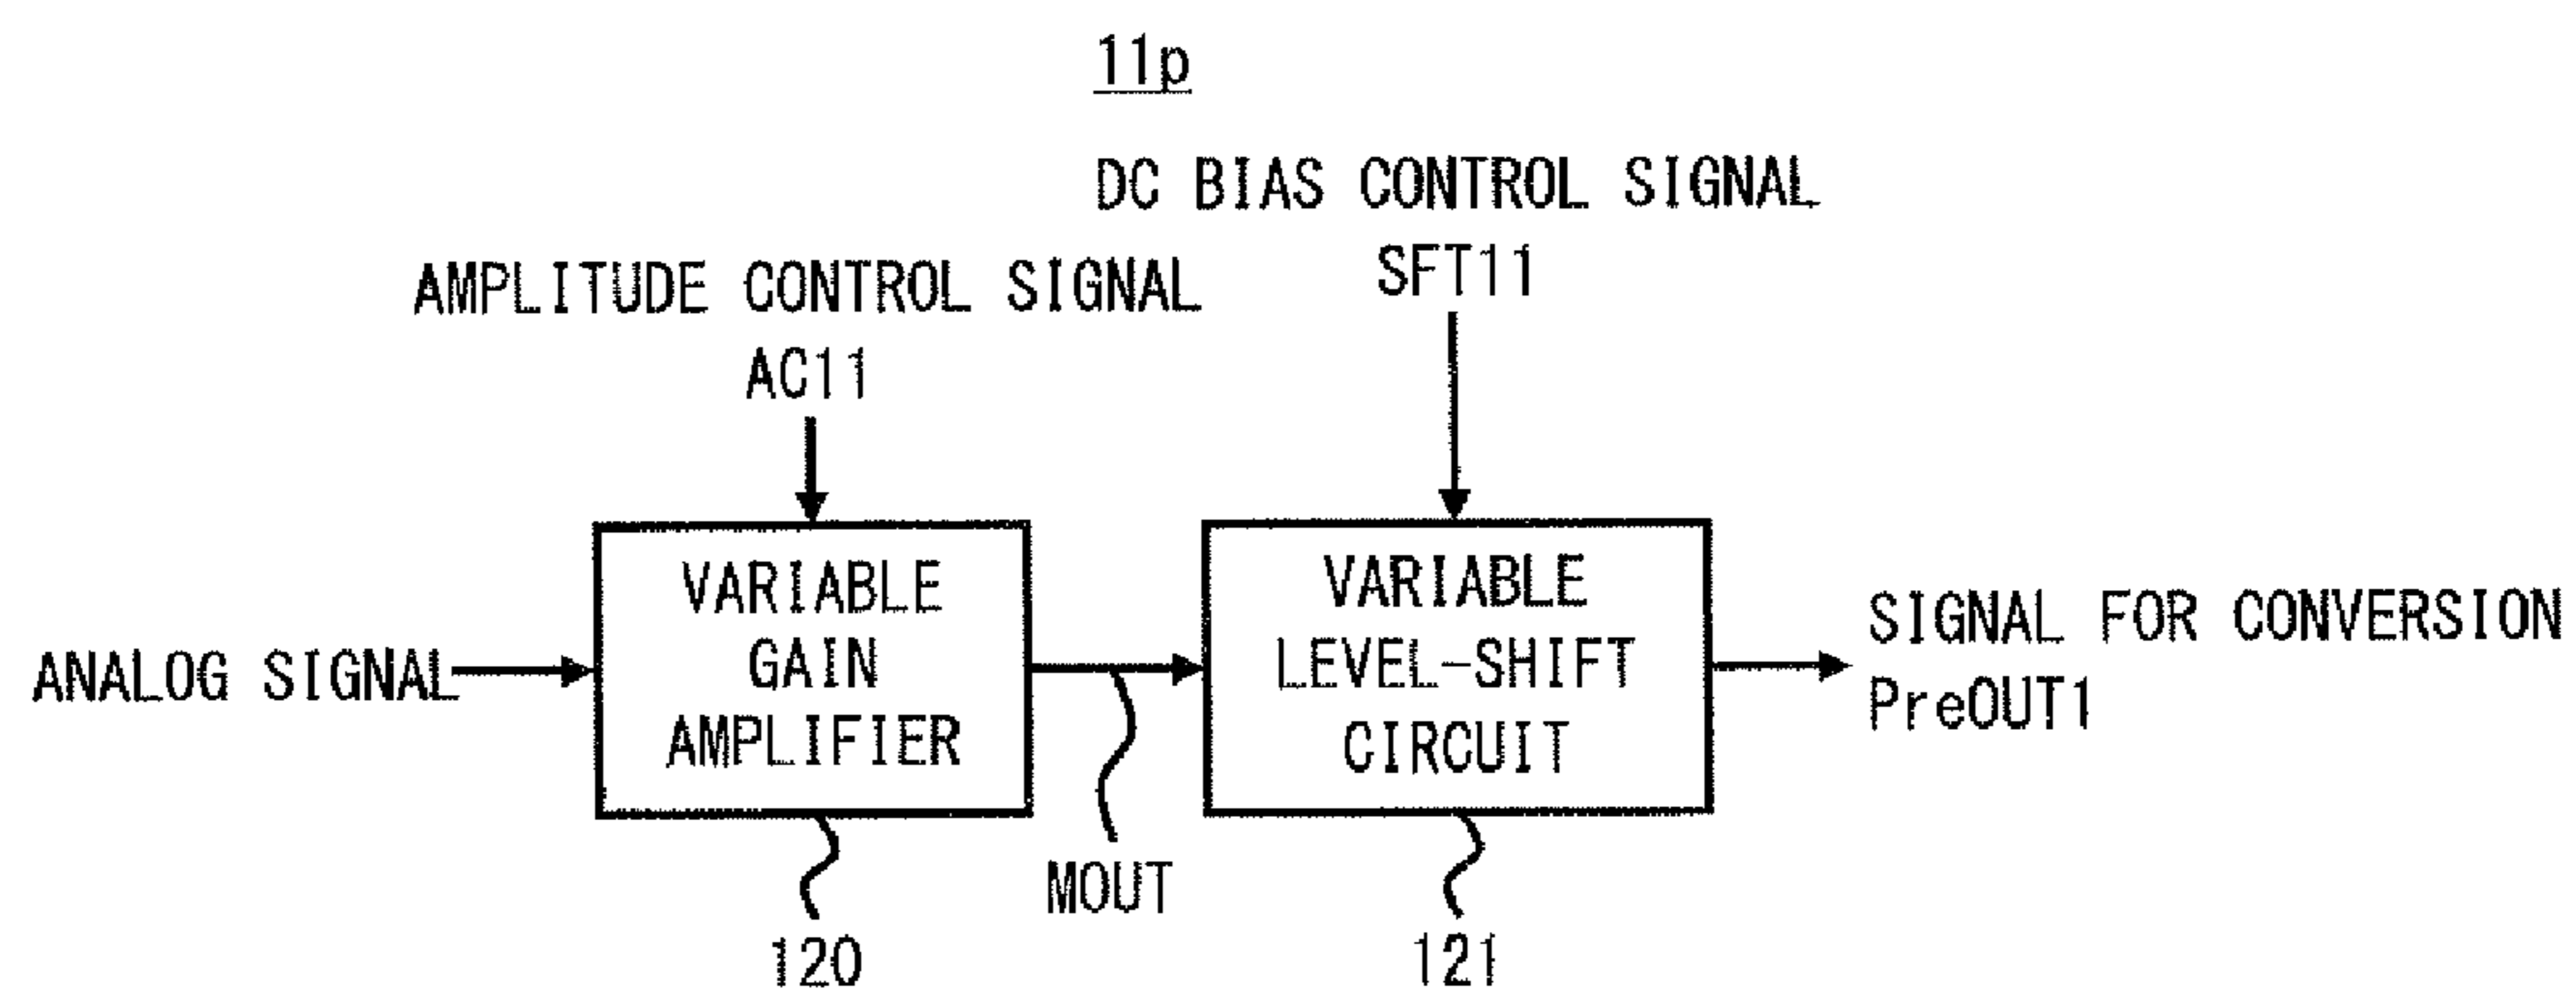 11p
DC BIAS CONTROL SIGNAL
SFT11
AMPLITUDE CONTROL SIGNAL
AC11
ANALOG SIGNAL
VARIABLE
GAIN
AMPLIFIER
VARIABLE
LEVEL-SHIFT
CIRCUIT
SIGNAL FOR CONVERSION
PreOUT1
MOUT
120
121